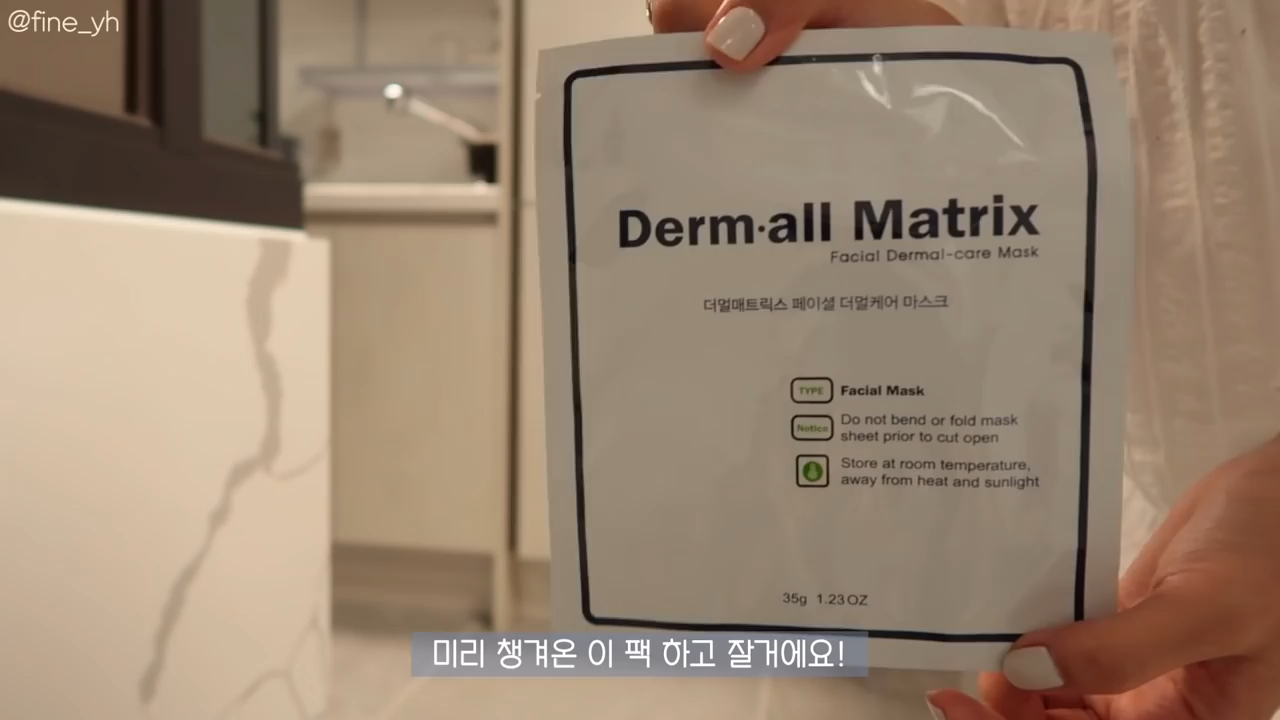 @fine_yh
Derm·all Matrix
Facial Dermal-care Mask
더멀매트릭스 페이셜 더멀케어 마스크
TYPE Facial Mask
Notice Do not bend or fold mask
sheet prior to cut open
Store at room temperature,
away from heat and sunlight
35g 1.23 OZ
미리 챙겨온 이 팩 하고 잘거에요!